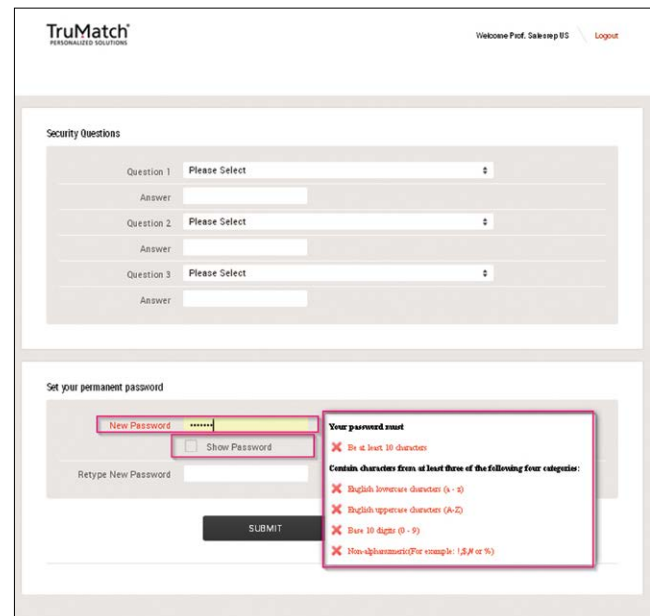 TruMatch®
PERSONALIZED SOLUTIONS
Welcome Prof. Salesrep US
Logout
Security Questions
Question 1 Please Select
Answer
Question 2 Please Select
Answer
Question 3 Please Select
Answer
Set your permanent password
New Password •••••••
Show Password
Retype New Password
SUBMIT
Your password must
Be at least 10 characters
Contain characters from at least three of the following four categories:
English lowercase characters (a - z)
English uppercase characters (A-Z)
Base 10 digits (0 - 9)
Non-alphanumeric(For example: !,$,# or %)